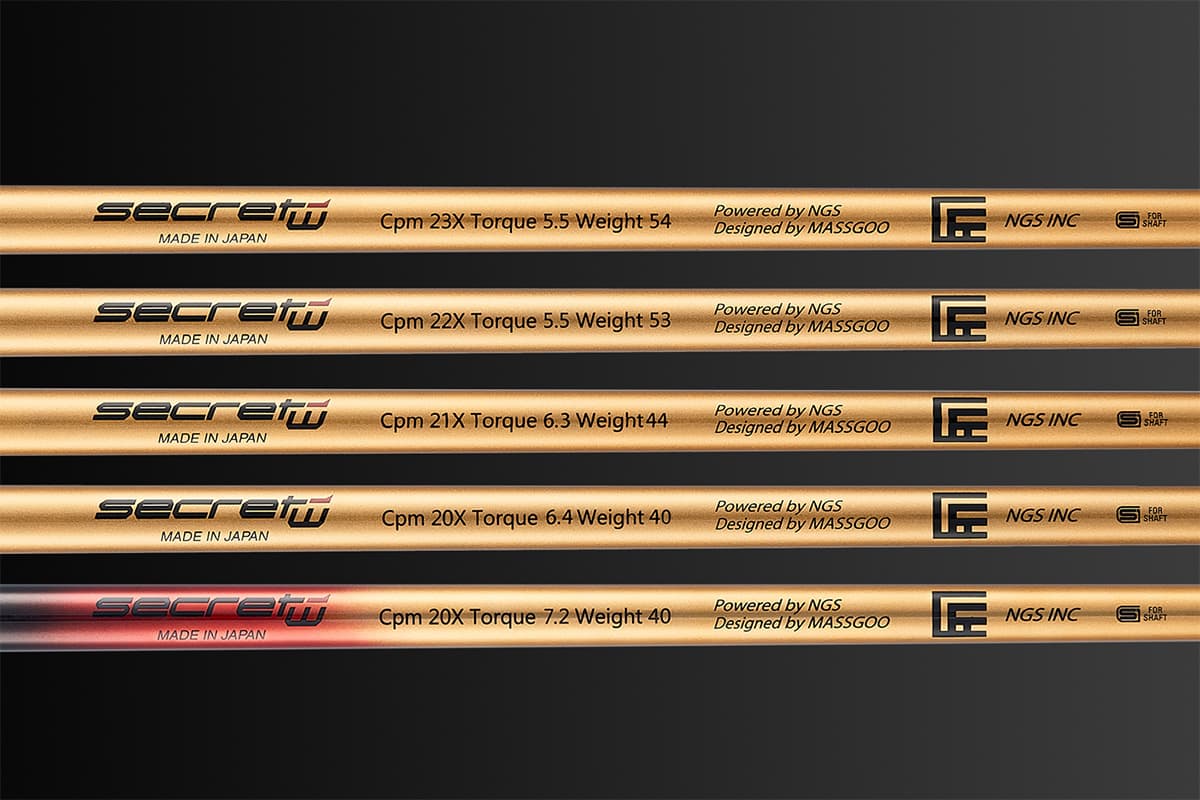 secret w
MADE IN JAPAN
Cpm 23X Torque 5.5 Weight 54
Powered by NGS
Designed by MASSGOO
NGS INC
FOR
SHAFT
secret w
MADE IN JAPAN
Cpm 22X Torque 5.5 Weight 53
Powered by NGS
Designed by MASSGOO
NGS INC
FOR
SHAFT
secret w
MADE IN JAPAN
Cpm 21X Torque 6.3 Weight 44
Powered by NGS
Designed by MASSGOO
NGS INC
FOR
SHAFT
secret w
MADE IN JAPAN
Cpm 20X Torque 6.4 Weight 40
Powered by NGS
Designed by MASSGOO
NGS INC
FOR
SHAFT
secret w
MADE IN JAPAN
Cpm 20X Torque 7.2 Weight 40
Powered by NGS
Designed by MASSGOO
NGS INC
FOR
SHAFT